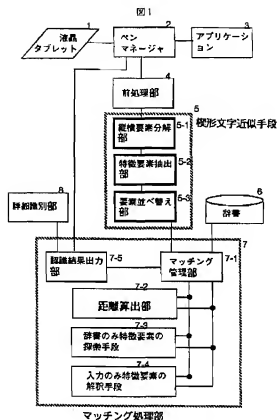 図1
1
液晶
タブレット
2
ペン
マネージャ
3
アプリケー
ション
4
前処理部
5
楔形文字近似手段
縦横要素分解部
5-1
特徴要素抽出部
5-2
要素並べ替え部
5-3
8
詳細識別部
6
辞書
7
認識結果出力部
7-5
マッチング
管理部
7-1
7-2
距離算出部
7-3
辞書のみ特徴要素の
探索手段
7-4
入力のみ特徴要素の
解釈手段
マッチング処理部